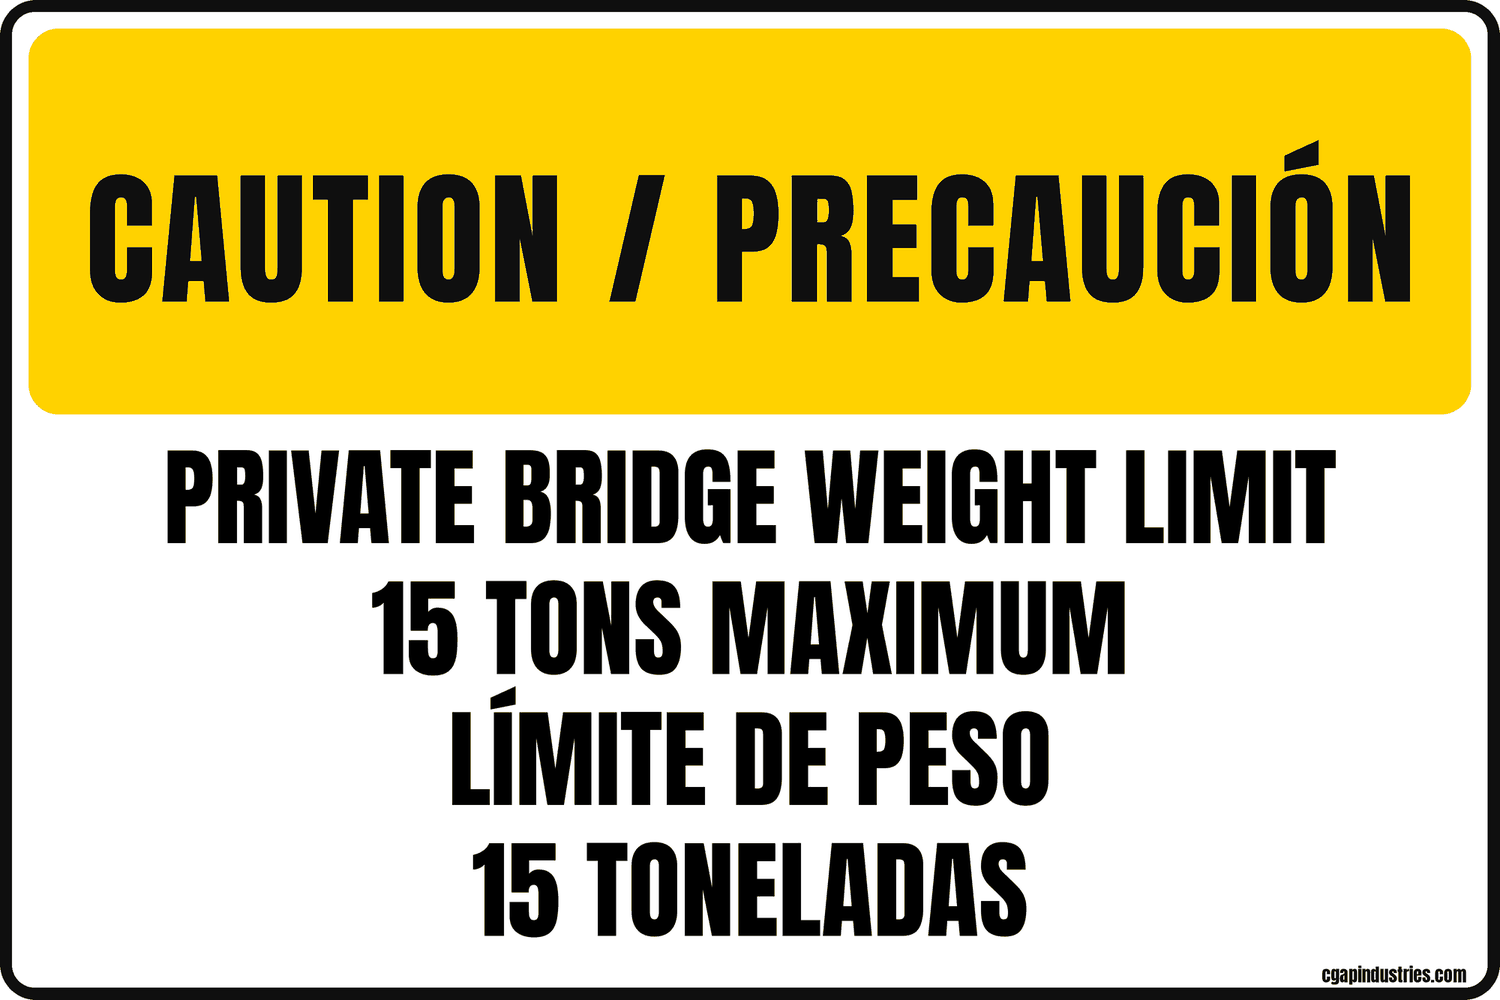 CAUTION / PRECAUCIÓN
PRIVATE BRIDGE WEIGHT LIMIT
15 TONS MAXIMUM
LÍMITE DE PESO
15 TONELADAS
cgapindustries.com